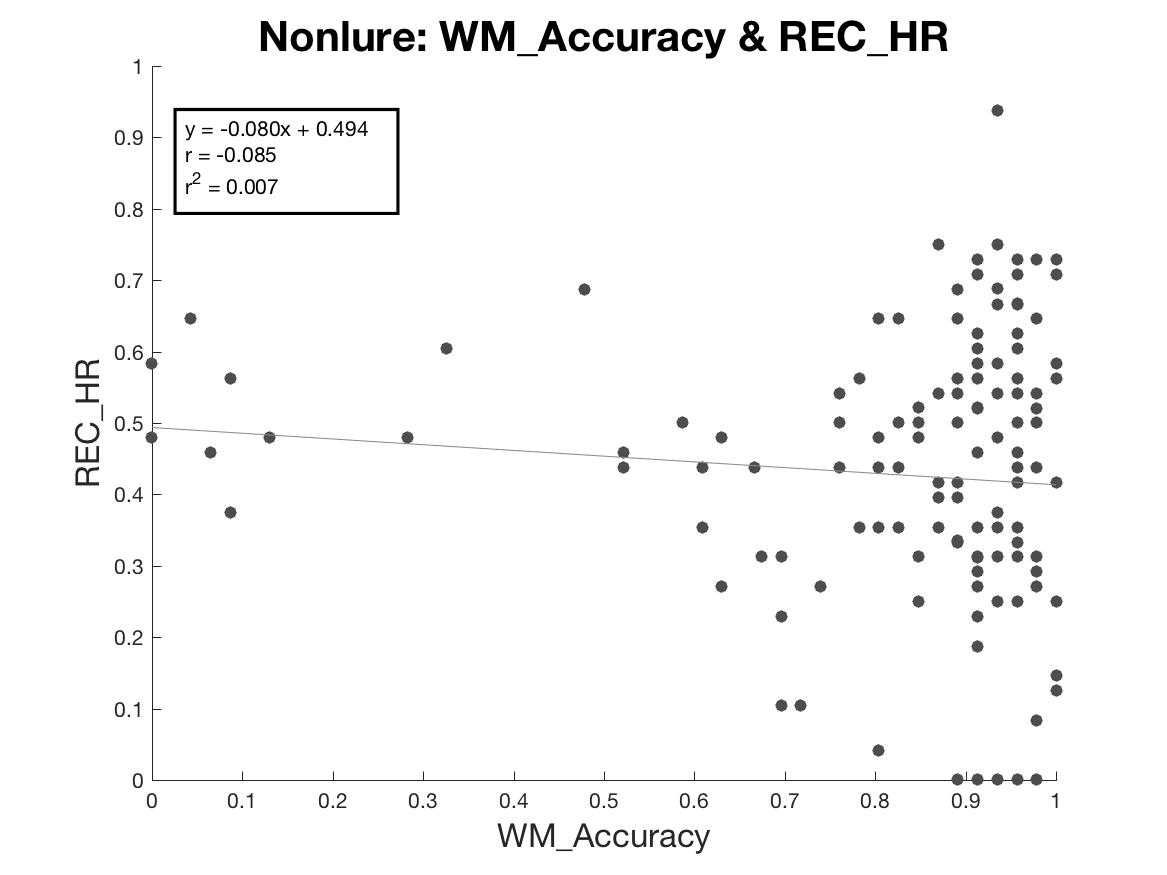 Nonlure: WM_Accuracy & REC_HR
y = -0.080x + 0.494
r = -0.085
r² = 0.007
REC_HR
1
0.9
0.8
0.7
0.6
0.5
0.4
0.3
0.2
0.1
0
0 0.1 0.2 0.3 0.4 0.5 0.6 0.7 0.8 0.9 1
WM_Accuracy